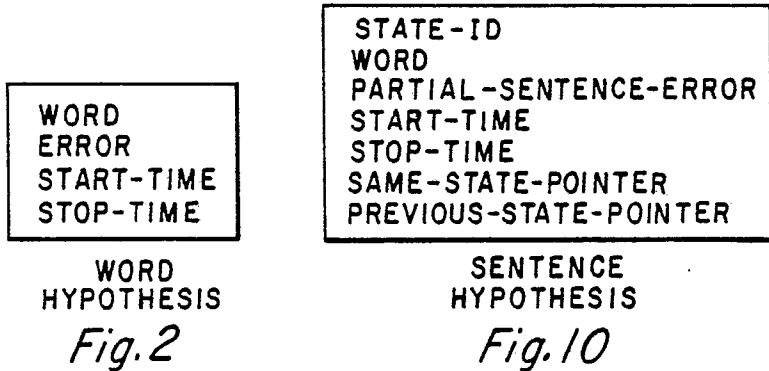 WORD
ERROR
START-TIME
STOP-TIME
WORD
HYPOTHESIS
Fig. 2
STATE-ID
WORD
PARTIAL-SENTENCE-ERROR
START-TIME
STOP-TIME
SAME-STATE-POINTER
PREVIOUS-STATE-POINTER
SENTENCE
HYPOTHESIS
Fig. 10